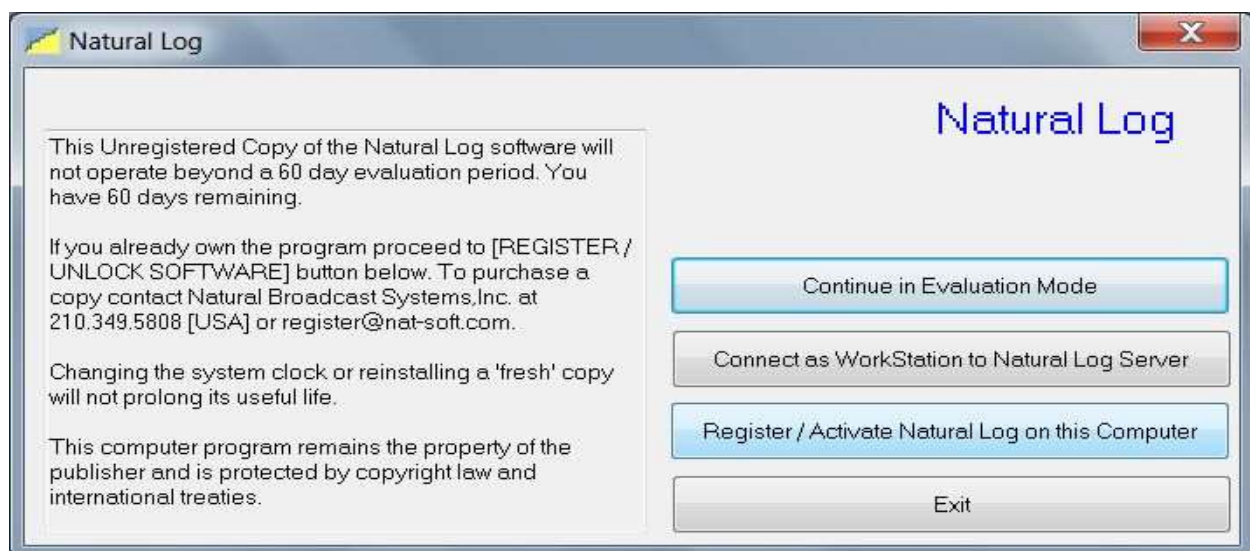 Natural Log
X
Natural Log
This Unregistered Copy of the Natural Log software will
not operate beyond a 60 day evaluation period. You
have 60 days remaining.
If you already own the program proceed to [REGISTER /
UNLOCK SOFTWARE] button below. To purchase a
copy contact Natural Broadcast Systems,Inc. at
210.349.5808 [USA] or register@nat-soft.com.
Changing the system clock or reinstalling a 'fresh' copy
will not prolong its useful life.
This computer program remains the property of the
publisher and is protected by copyright law and
international treaties.
Continue in Evaluation Mode
Connect as WorkStation to Natural Log Server
Register / Activate Natural Log on this Computer
Exit